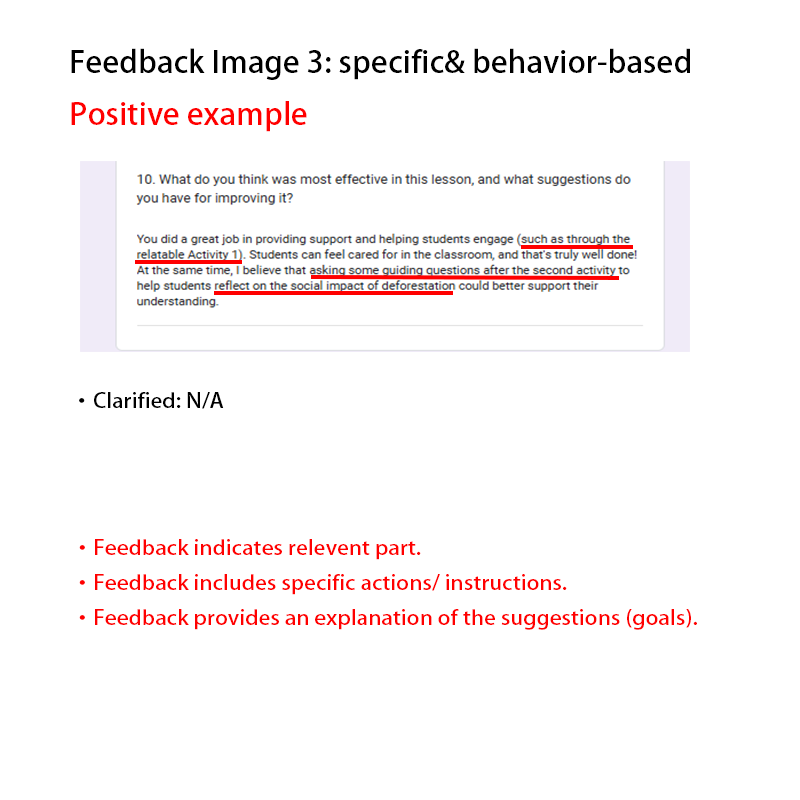 Feedback Image 3: specific& behavior-based
Positive example
10. What do you think was most effective in this lesson, and what suggestions do
you have for improving it?
You did a great job in providing support and helping students engage (such as through the
relatable Activity 1). Students can feel cared for in the classroom, and that's truly well done!
At the same time, I believe that asking some guiding questions after the second activity to
help students reflect on the social impact of deforestation could better support their
understanding.
• Clarified: N/A
• Feedback indicates relevent part.
• Feedback includes specific actions/ instructions.
• Feedback provides an explanation of the suggestions (goals).